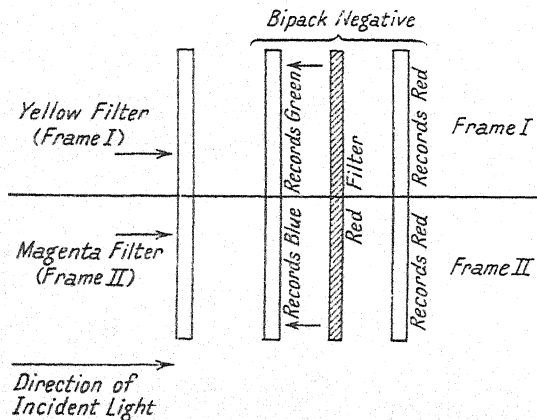 Bipack Negative
Yellow Filter
(Frame I)
Records Green
Filter
Records Red
Frame I
Magenta Filter
(Frame II)
Records Blue
Red
Records Red
Frame II
Direction of
Incident Light